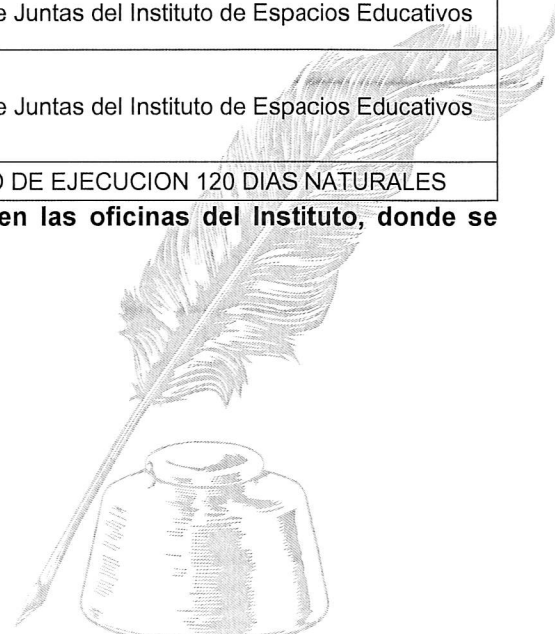 e Juntas del Instituto de Espacios Educativos
e Juntas del Instituto de Espacios Educativos
O DE EJECUCION 120 DIAS NATURALES
en las oficinas del Instituto, donde se